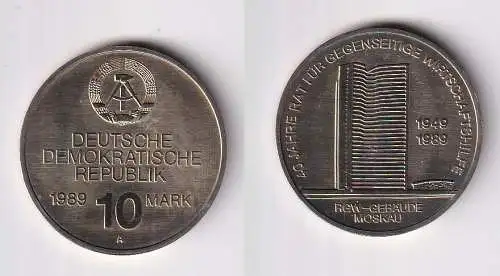 DEUTSCHE
DEMOKRATISCHE
REPUBLIK
1989 10 MARK
A
40 JAHRE RAT FÜR GEGENSEITIGE WIRTSCHAFTSHILFE
1949
1989
RGW-GEBÄUDE
MOSKAU